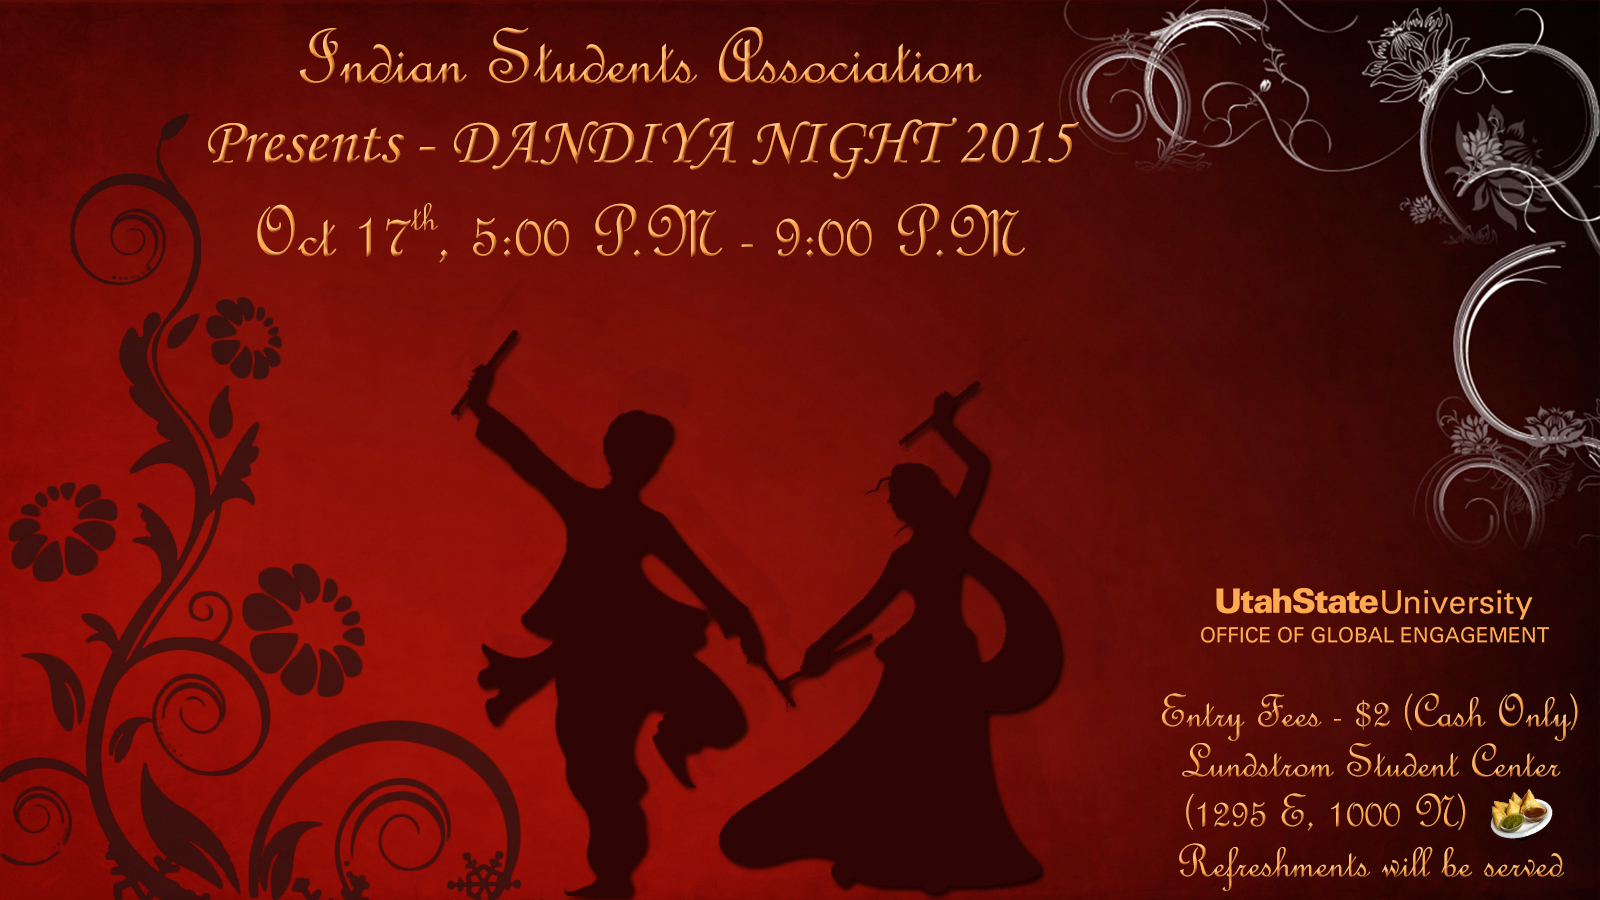 Indian Students Association
Presents - DANDIYA NIGHT 2015
Oct 17th, 5:00 P.M - 9:00 P.M
UtahStateUniversity
OFFICE OF GLOBAL ENGAGEMENT
Entry Fees - $2 (Cash Only)
Lundstrom Student Center
(1295 E, 1000 N)
Refreshments will be served